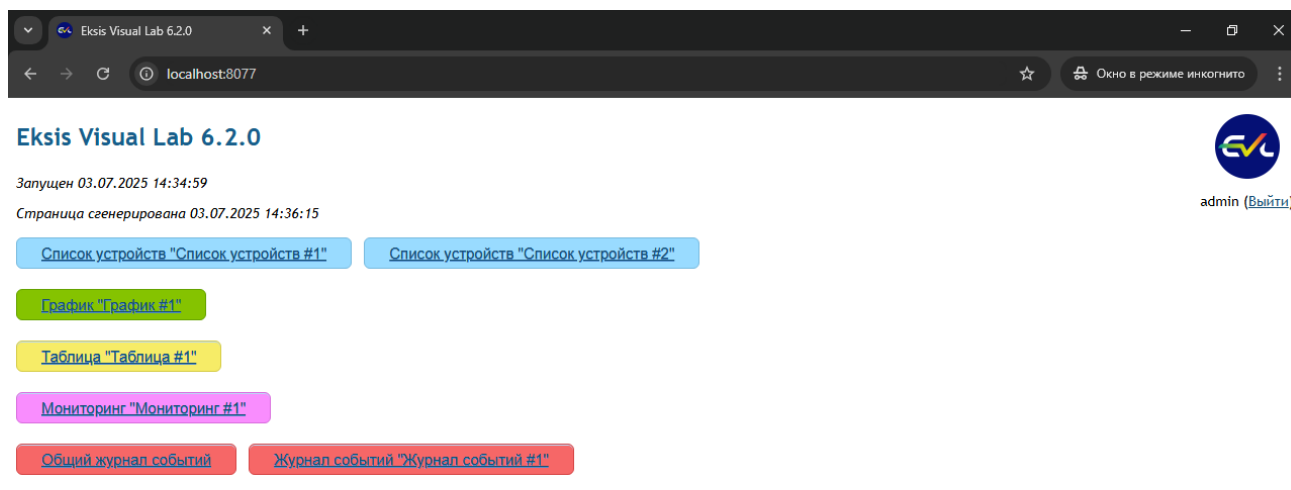 Eksis Visual Lab 6.2.0
localhost:8077
Окно в режиме инкогнито
Eksis Visual Lab 6.2.0
EVL
Запущен 03.07.2025 14:34:59
admin (Выйти)
Страница сгенерирована 03.07.2025 14:36:15
Список устройств "Список устройств #1" Список устройств "Список устройств #2"
График "График #1"
Таблица "Таблица #1"
Мониторинг "Мониторинг #1"
Общий журнал событий Журнал событий "Журнал событий #1"